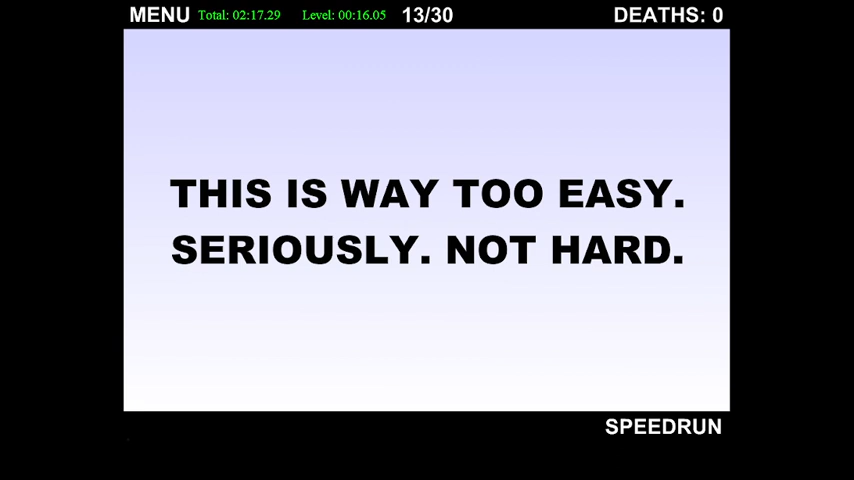 MENU Total: 02:17.29 Level: 00:16.05 13/30 DEATHS: 0
THIS IS WAY TOO EASY.
SERIOUSLY. NOT HARD.
SPEEDRUN